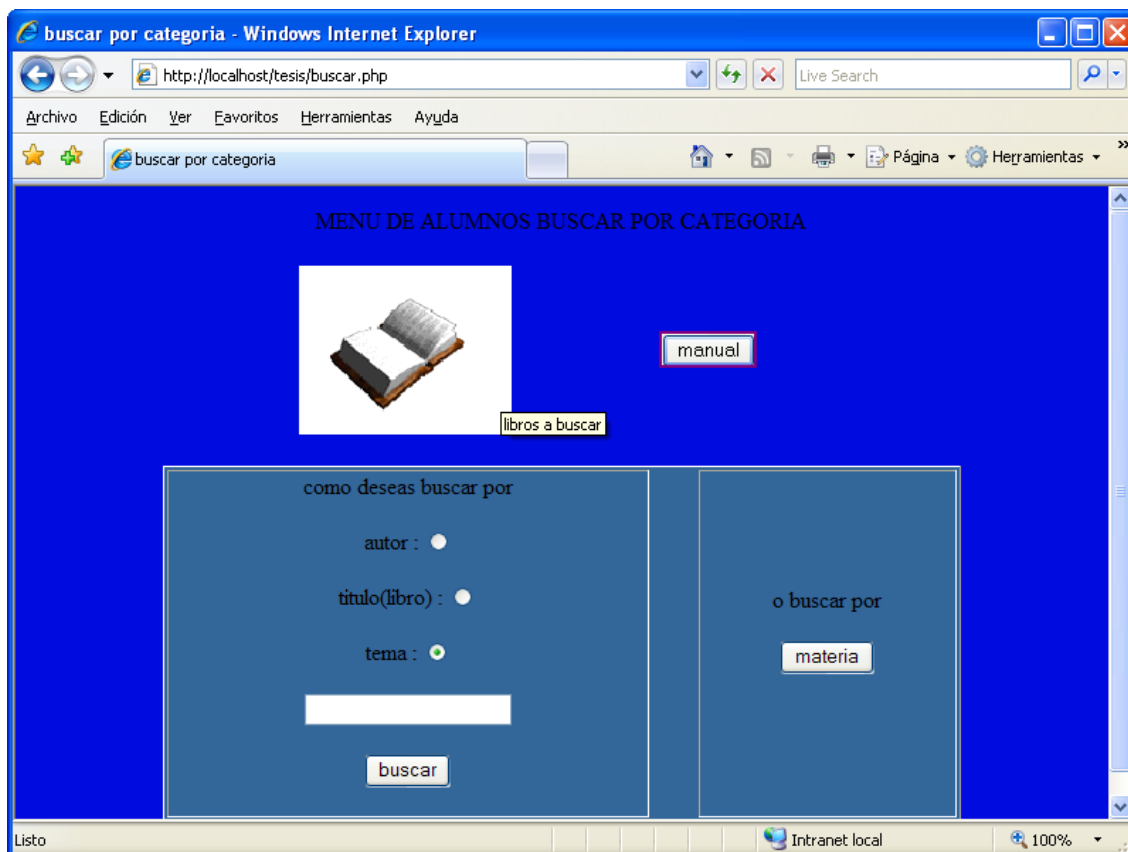 buscar por categoria - Windows Internet Explorer
http://localhost/tesis/buscar.php
Live Search
Archivo Edición Ver Favoritos Herramientas Ayuda
buscar por categoria
Página Herramientas
MENU DE ALUMNOS BUSCAR POR CATEGORIA
manual
libros a buscar
como deseas buscar por
autor :
titulo(libro) :
tema :
buscar
o buscar por
materia
Listo
Intranet local
100%